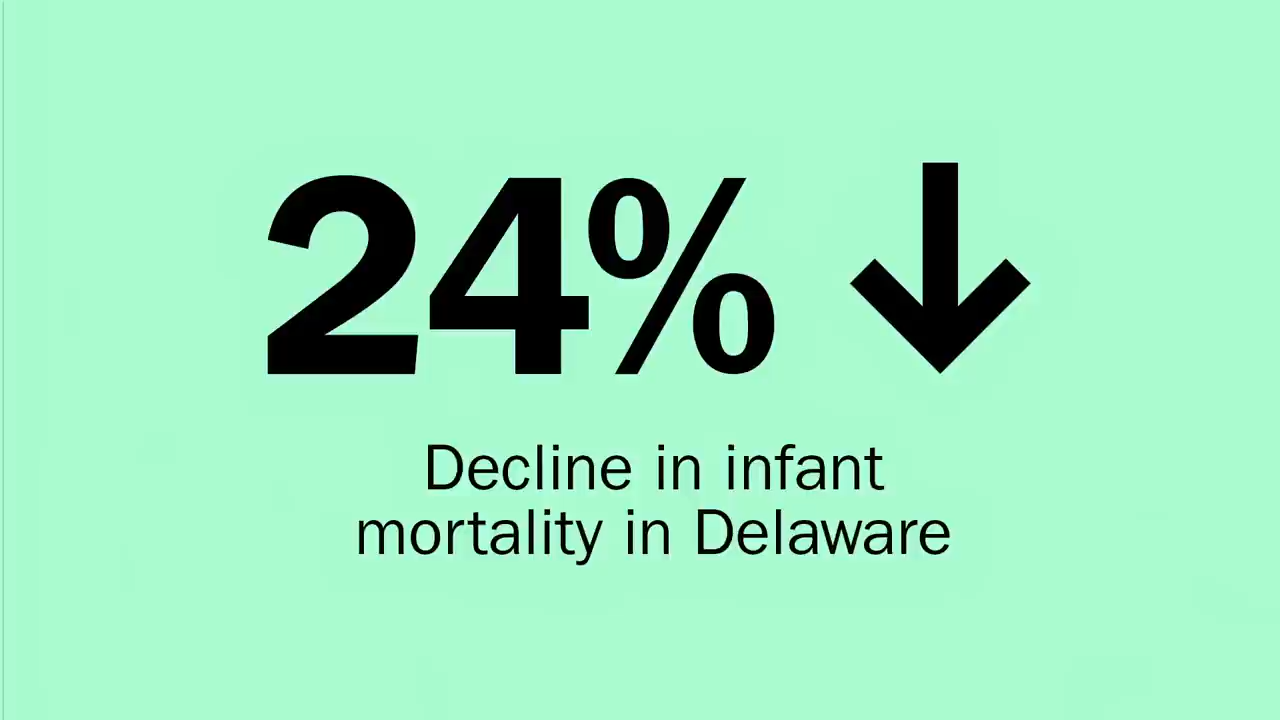 24% ↓
Decline in infant
mortality in Delaware